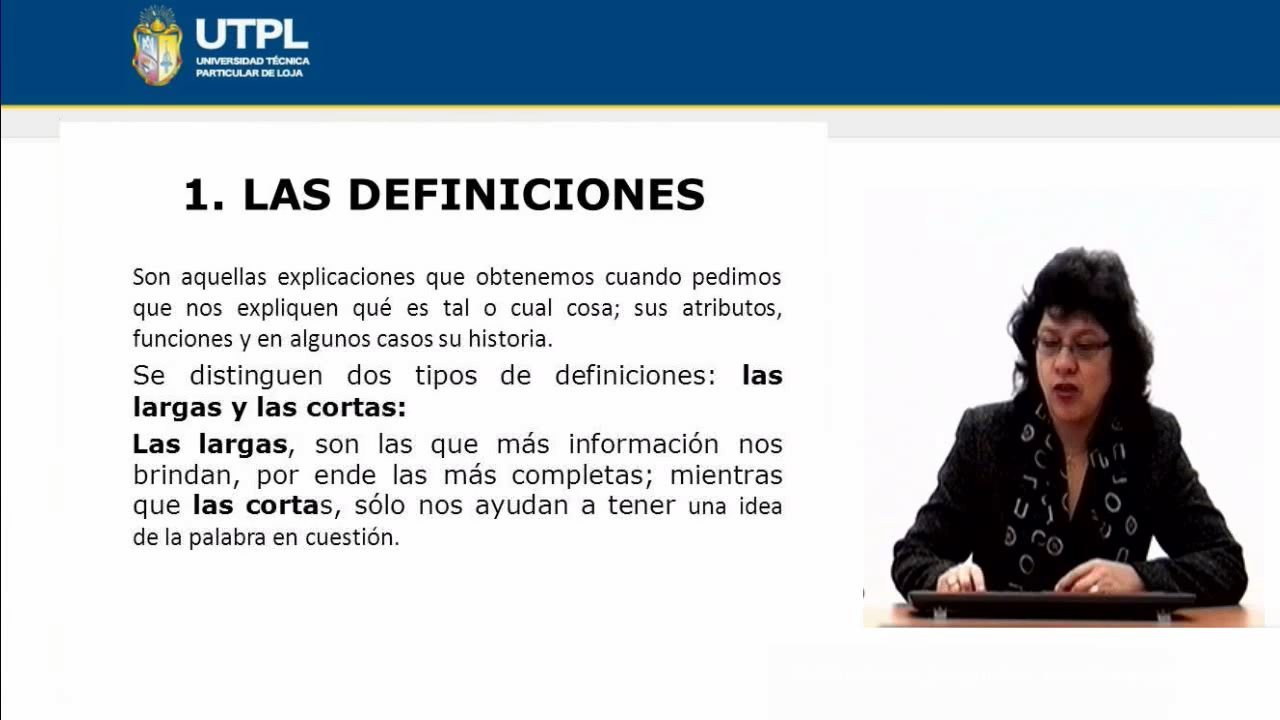 UTPL
UNIVERSIDAD TÉCNICA
PARTICULAR DE LOJA
1. LAS DEFINICIONES
Son aquellas explicaciones que obtenemos cuando pedimos
que nos expliquen qué es tal o cual cosa; sus atributos,
funciones y en algunos casos su historia.
Se distinguen dos tipos de definiciones: las
largas y las cortas:
Las largas, son las que más información nos
brindan, por ende las más completas; mientras
que las cortas, sólo nos ayudan a tener una idea
de la palabra en cuestión.